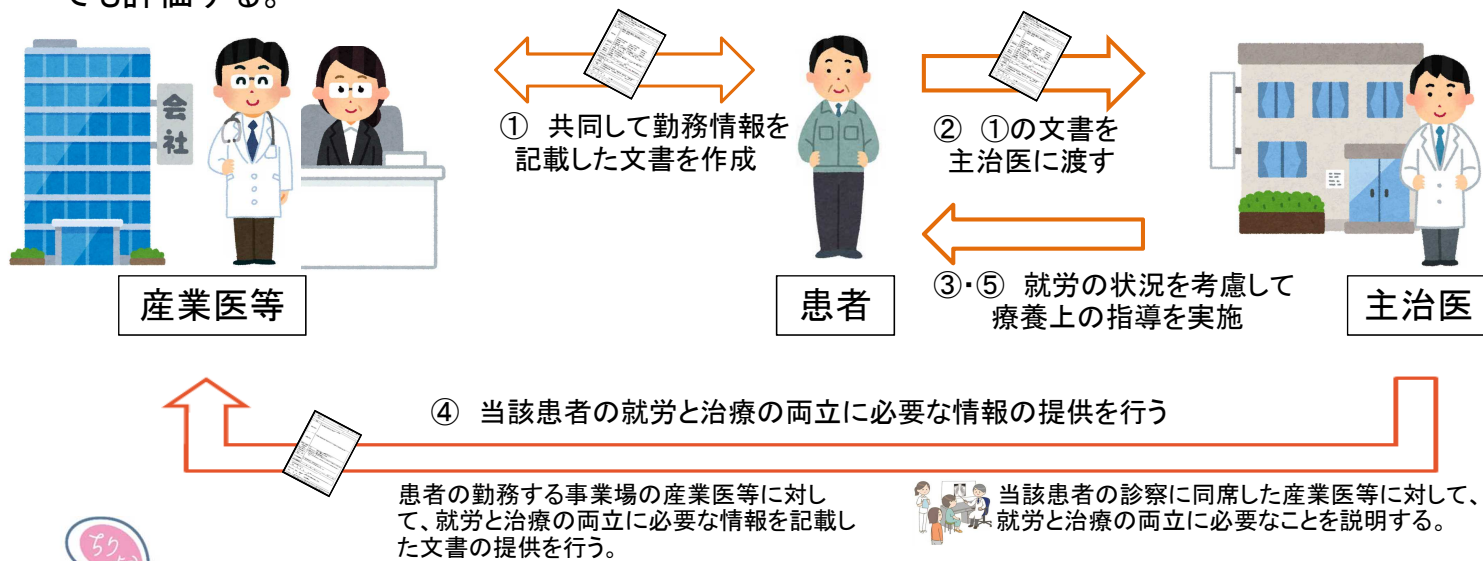 でも評価する。
会社
① 共同して勤務情報を
記載した文書を作成
② ①の文書を
主治医に渡す
③・⑤ 就労の状況を考慮して
療養上の指導を実施
産業医等
患者
主治医
④ 当該患者の就労と治療の両立に必要な情報の提供を行う
患者の勤務する事業場の産業医等に対し
て、就労と治療の両立に必要な情報を記載し
た文書の提供を行う。
当該患者の診察に同席した産業医等に対して、
就労と治療の両立に必要なことを説明する。